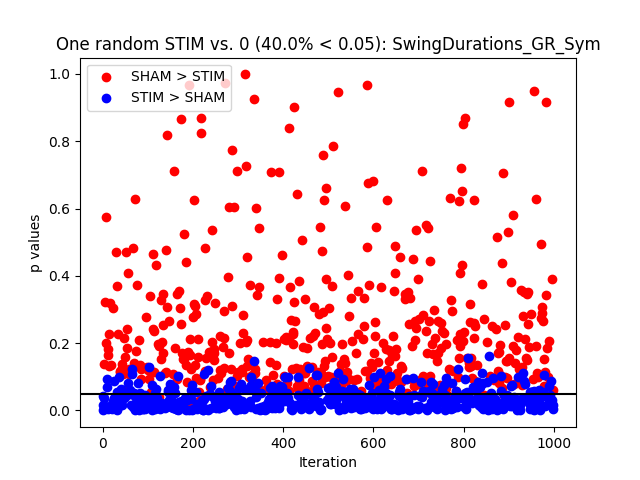 One random STIM vs. 0 (40.0% < 0.05): SwingDurations_GR_Sym
SHAM > STIM
STIM > SHAM
p values
1.0
0.8
0.6
0.4
0.2
0.0
0 200 400 600 800 1000
Iteration